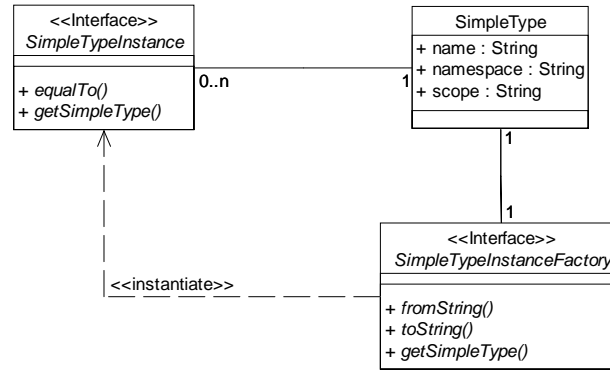 <<Interface>>
SimpleTypeInstance
+ equalTo()
+ getSimpleType()
0..n
1
SimpleType
+ name : String
+ namespace : String
+ scope : String
1
1
<<instantiate>>
<<Interface>>
SimpleTypeInstanceFactory
+ fromString()
+ toString()
+ getSimpleType()